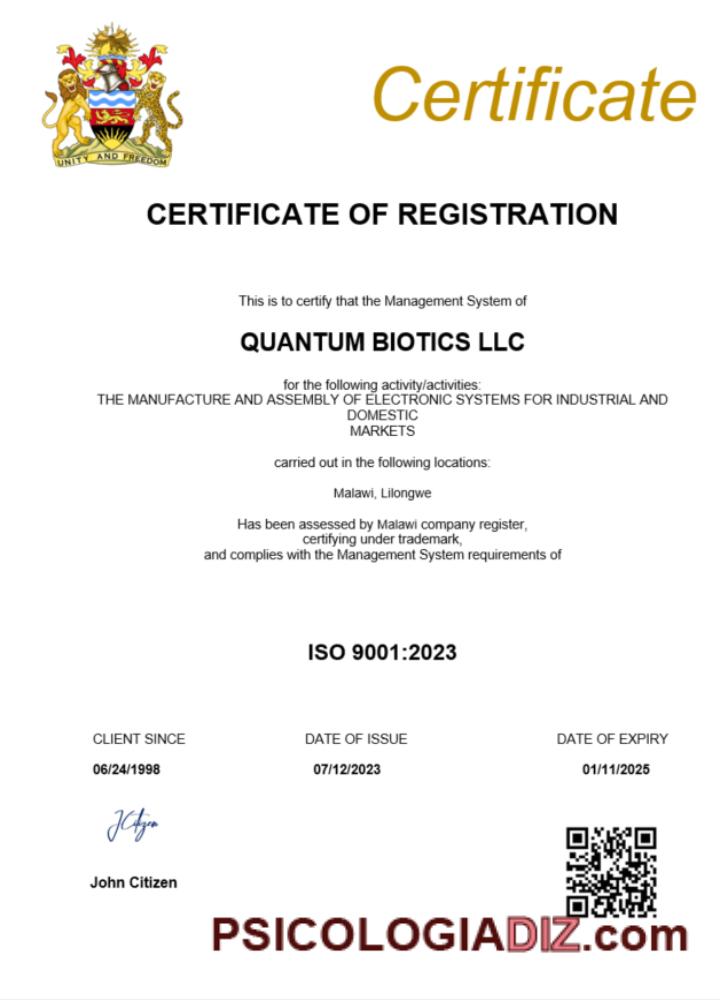 UNITY AND FREEDOM
Certificate
CERTIFICATE OF REGISTRATION
This is to certify that the Management System of
QUANTUM BIOTICS LLC
for the following activity/activities:
THE MANUFACTURE AND ASSEMBLY OF ELECTRONIC SYSTEMS FOR INDUSTRIAL AND
DOMESTIC
MARKETS
carried out in the following locations:
Malawi, Lilongwe
Has been assessed by Malawi company register,
certifying under trademark,
and complies with the Management System requirements of
ISO 9001:2023
CLIENT SINCE DATE OF ISSUE DATE OF EXPIRY
06/24/1998 07/12/2023 01/11/2025
JCitizen
John Citizen
PSICOLOGIADIZ.com